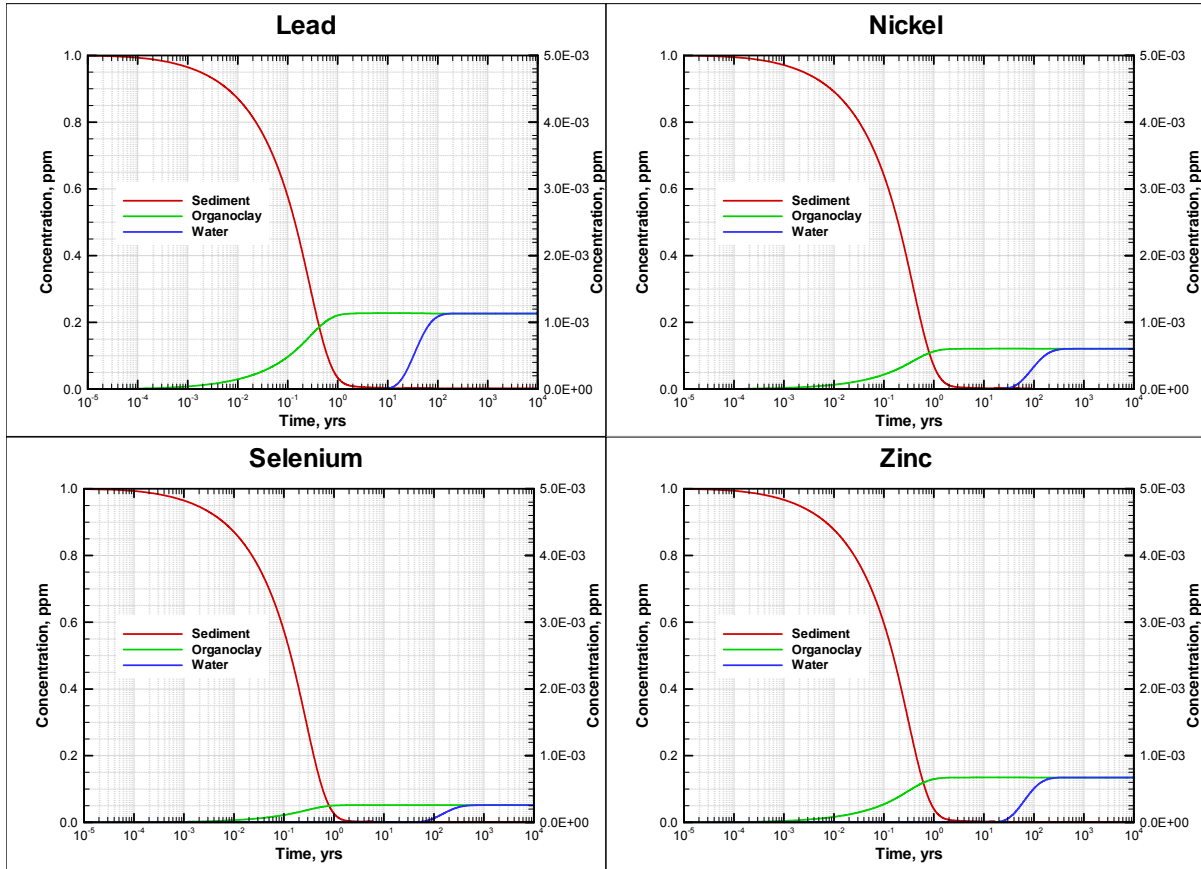 Lead
Concentration, ppm
1.0
0.8
0.6
0.4
0.2
0.0
Sediment
Organoclay
Water
5.0E-03
4.0E-03
3.0E-03
2.0E-03
1.0E-03
0.0E+00
Concentration, ppm
10⁻⁵ 10⁻⁴ 10⁻³ 10⁻² 10⁻¹ 10⁰ 10¹ 10² 10³ 10⁴
Time, yrs
Nickel
Concentration, ppm
1.0
0.8
0.6
0.4
0.2
0.0
Sediment
Organoclay
Water
5.0E-03
4.0E-03
3.0E-03
2.0E-03
1.0E-03
0.0E+00
Concentration, ppm
10⁻⁵ 10⁻⁴ 10⁻³ 10⁻² 10⁻¹ 10⁰ 10¹ 10² 10³ 10⁴
Time, yrs
Selenium
Concentration, ppm
1.0
0.8
0.6
0.4
0.2
0.0
Sediment
Organoclay
Water
5.0E-03
4.0E-03
3.0E-03
2.0E-03
1.0E-03
0.0E+00
Concentration, ppm
10⁻⁵ 10⁻⁴ 10⁻³ 10⁻² 10⁻¹ 10⁰ 10¹ 10² 10³ 10⁴
Time, yrs
Zinc
Concentration, ppm
1.0
0.8
0.6
0.4
0.2
0.0
Sediment
Organoclay
Water
5.0E-03
4.0E-03
3.0E-03
2.0E-03
1.0E-03
0.0E+00
Concentration, ppm
10⁻⁵ 10⁻⁴ 10⁻³ 10⁻² 10⁻¹ 10⁰ 10¹ 10² 10³ 10⁴
Time, yrs